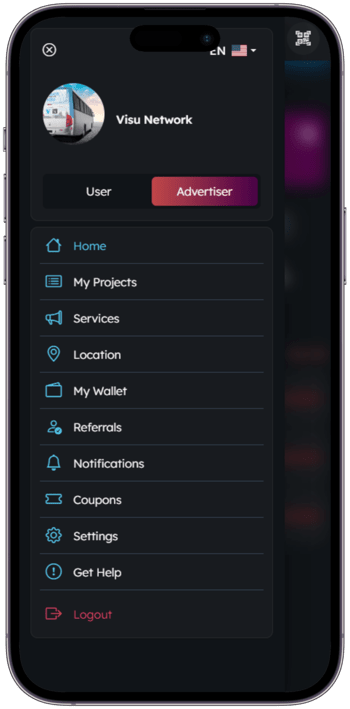 EN
Visu Network
User
Advertiser
Home
My Projects
Services
Location
My Wallet
Referrals
Notifications
Coupons
Settings
Get Help
Logout